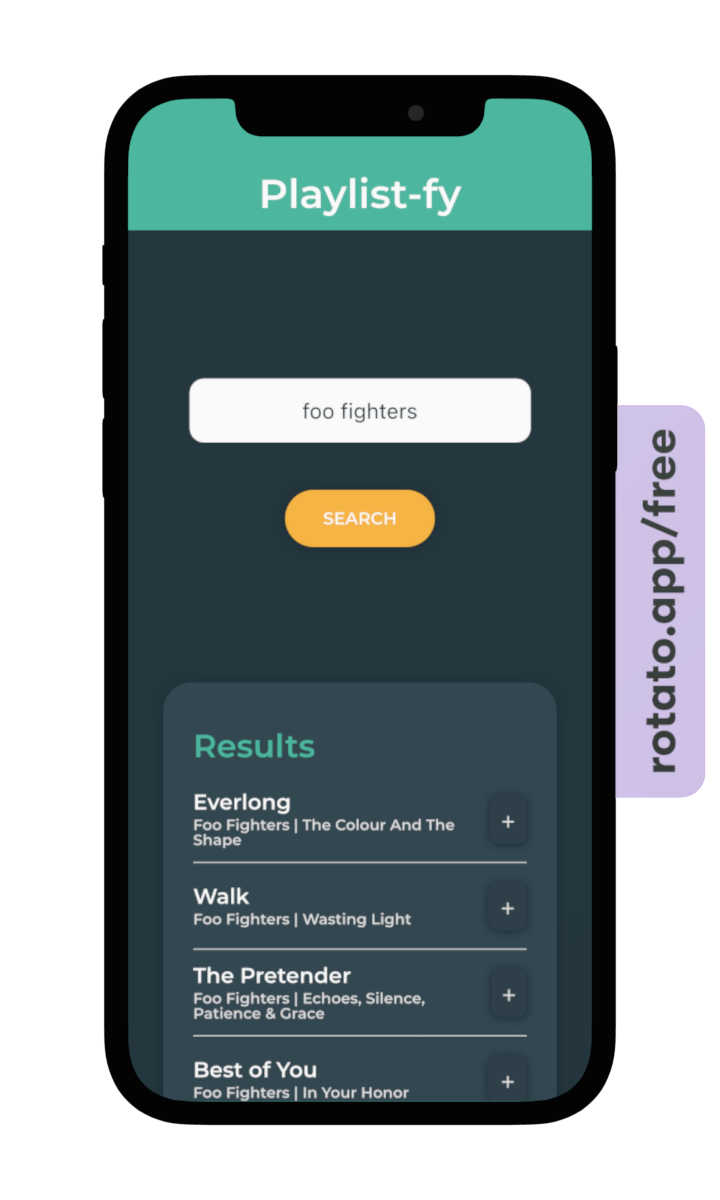 Playlist-fy
foo fighters
SEARCH
Results
Everlong
Foo Fighters | The Colour And The
Shape
+
Walk
Foo Fighters | Wasting Light
+
The Pretender
Foo Fighters | Echoes, Silence,
Patience & Grace
+
Best of You
Foo Fighters | In Your Honor
+
rotato.app/free